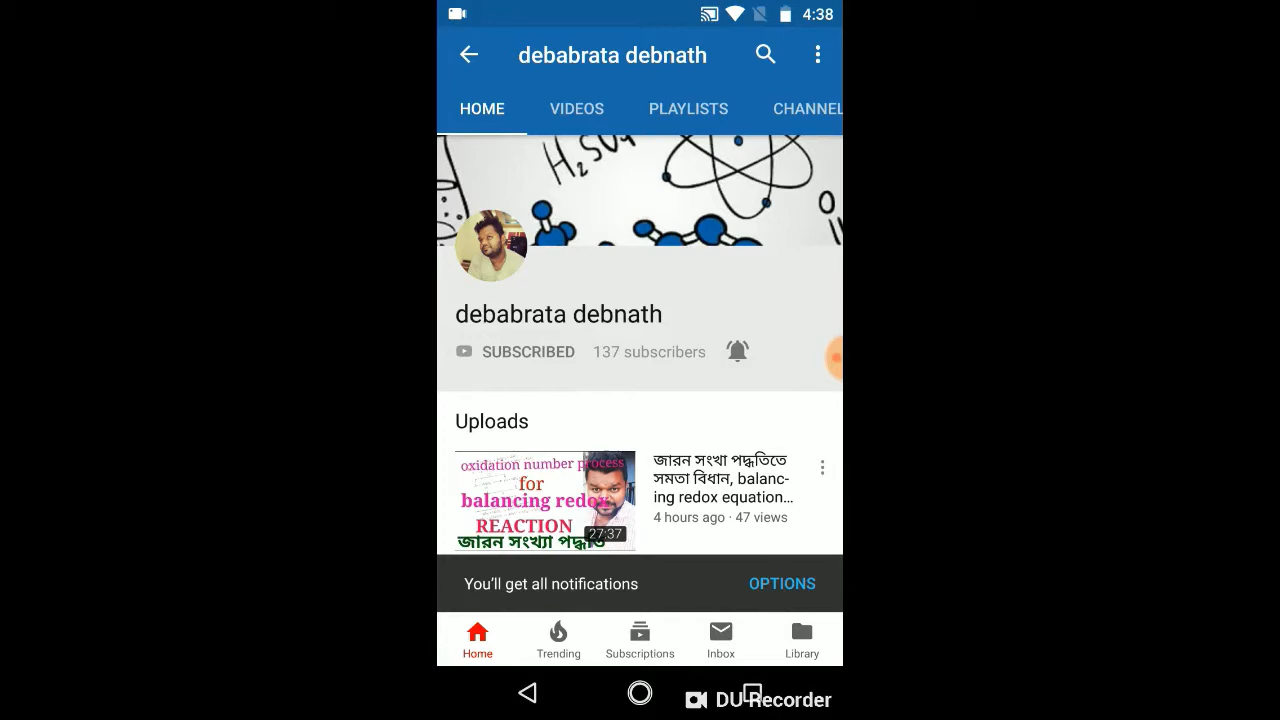 4:38
debabrata debnath
HOME VIDEOS PLAYLISTS CHANNEL
H2SO4
debabrata debnath
SUBSCRIBED 137 subscribers
Uploads
oxidation number process
for
balancing redox
REACTION
জারন সংখ্যা পদ্ধতি
27:37
জারন সংখা পদ্ধতিতে
সমতা বিধান, balanc-
ing redox equation...
4 hours ago · 47 views
You'll get all notifications OPTIONS
Home Trending Subscriptions Inbox Library
DU Recorder